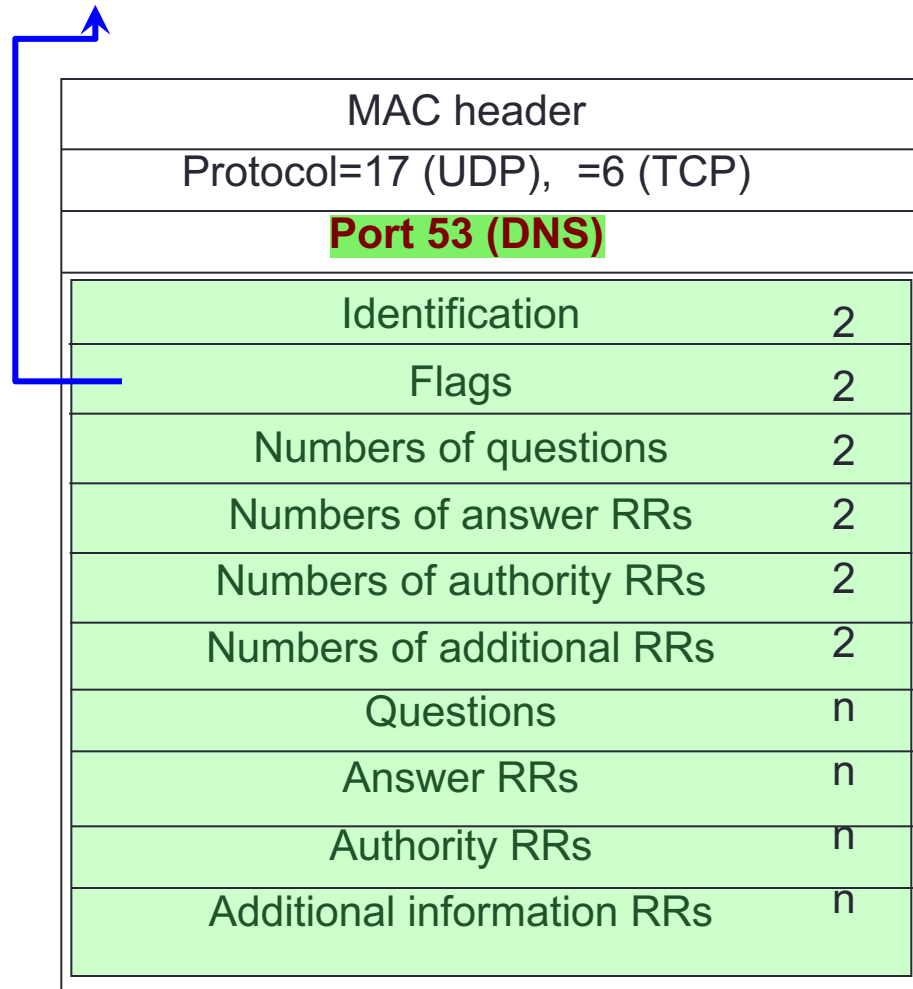 MAC header
Protocol=17 (UDP), =6 (TCP)
Port 53 (DNS)
Identification 2
Flags 2
Numbers of questions 2
Numbers of answer RRs 2
Numbers of authority RRs 2
Numbers of additional RRs 2
Questions n
Answer RRs n
Authority RRs n
Additional information RRs n